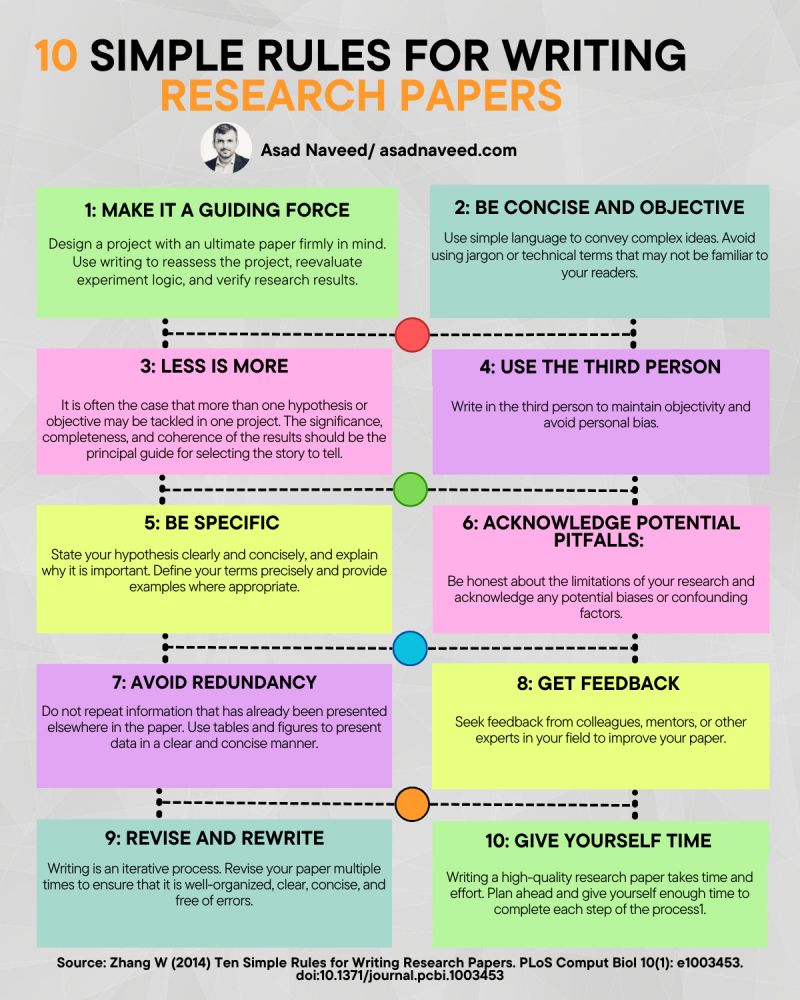 10 SIMPLE RULES FOR WRITING
RESEARCH PAPERS
Asad Naveed/ asadnaveed.com
1: MAKE IT A GUIDING FORCE
Design a project with an ultimate paper firmly in mind.
Use writing to reassess the project, reevaluate
experiment logic, and verify research results.
2: BE CONCISE AND OBJECTIVE
Use simple language to convey complex ideas. Avoid
using jargon or technical terms that may not be familiar to
your readers.
3: LESS IS MORE
It is often the case that more than one hypothesis or
objective may be tackled in one project. The significance,
completeness, and coherence of the results should be the
principal guide for selecting the story to tell.
4: USE THE THIRD PERSON
Write in the third person to maintain objectivity and
avoid personal bias.
5: BE SPECIFIC
State your hypothesis clearly and concisely, and explain
why it is important. Define your terms precisely and provide
examples where appropriate.
6: ACKNOWLEDGE POTENTIAL
PITFALLS:
Be honest about the limitations of your research and
acknowledge any potential biases or confounding
factors.
7: AVOID REDUNDANCY
Do not repeat information that has already been presented
elsewhere in the paper. Use tables and figures to present
data in a clear and concise manner.
8: GET FEEDBACK
Seek feedback from colleagues, mentors, or other
experts in your field to improve your paper.
9: REVISE AND REWRITE
Writing is an iterative process. Revise your paper multiple
times to ensure that it is well-organized, clear, concise, and
free of errors.
10: GIVE YOURSELF TIME
Writing a high-quality research paper takes time and
effort. Plan ahead and give yourself enough time to
complete each step of the process1.
Source: Zhang W (2014) Ten Simple Rules for Writing Research Papers. PLoS Comput Biol 10(1): e1003453.
doi:10.1371/journal.pcbi.1003453